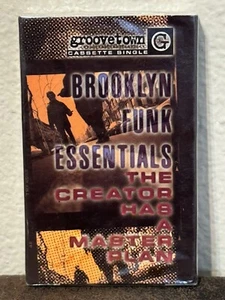 groovetown
CASSETTE SINGLE
G
BROOKLYN
FUNK
ESSENTIALS
THE
CREATOR
HAS
A
MASTER
PLAN